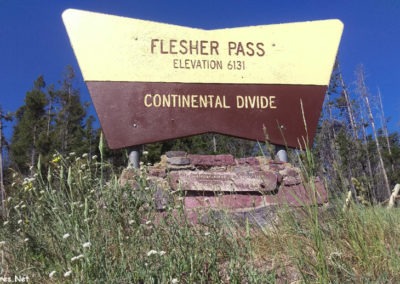 FLESHER PASS
ELEVATION 6131
CONTINENTAL DIVIDE